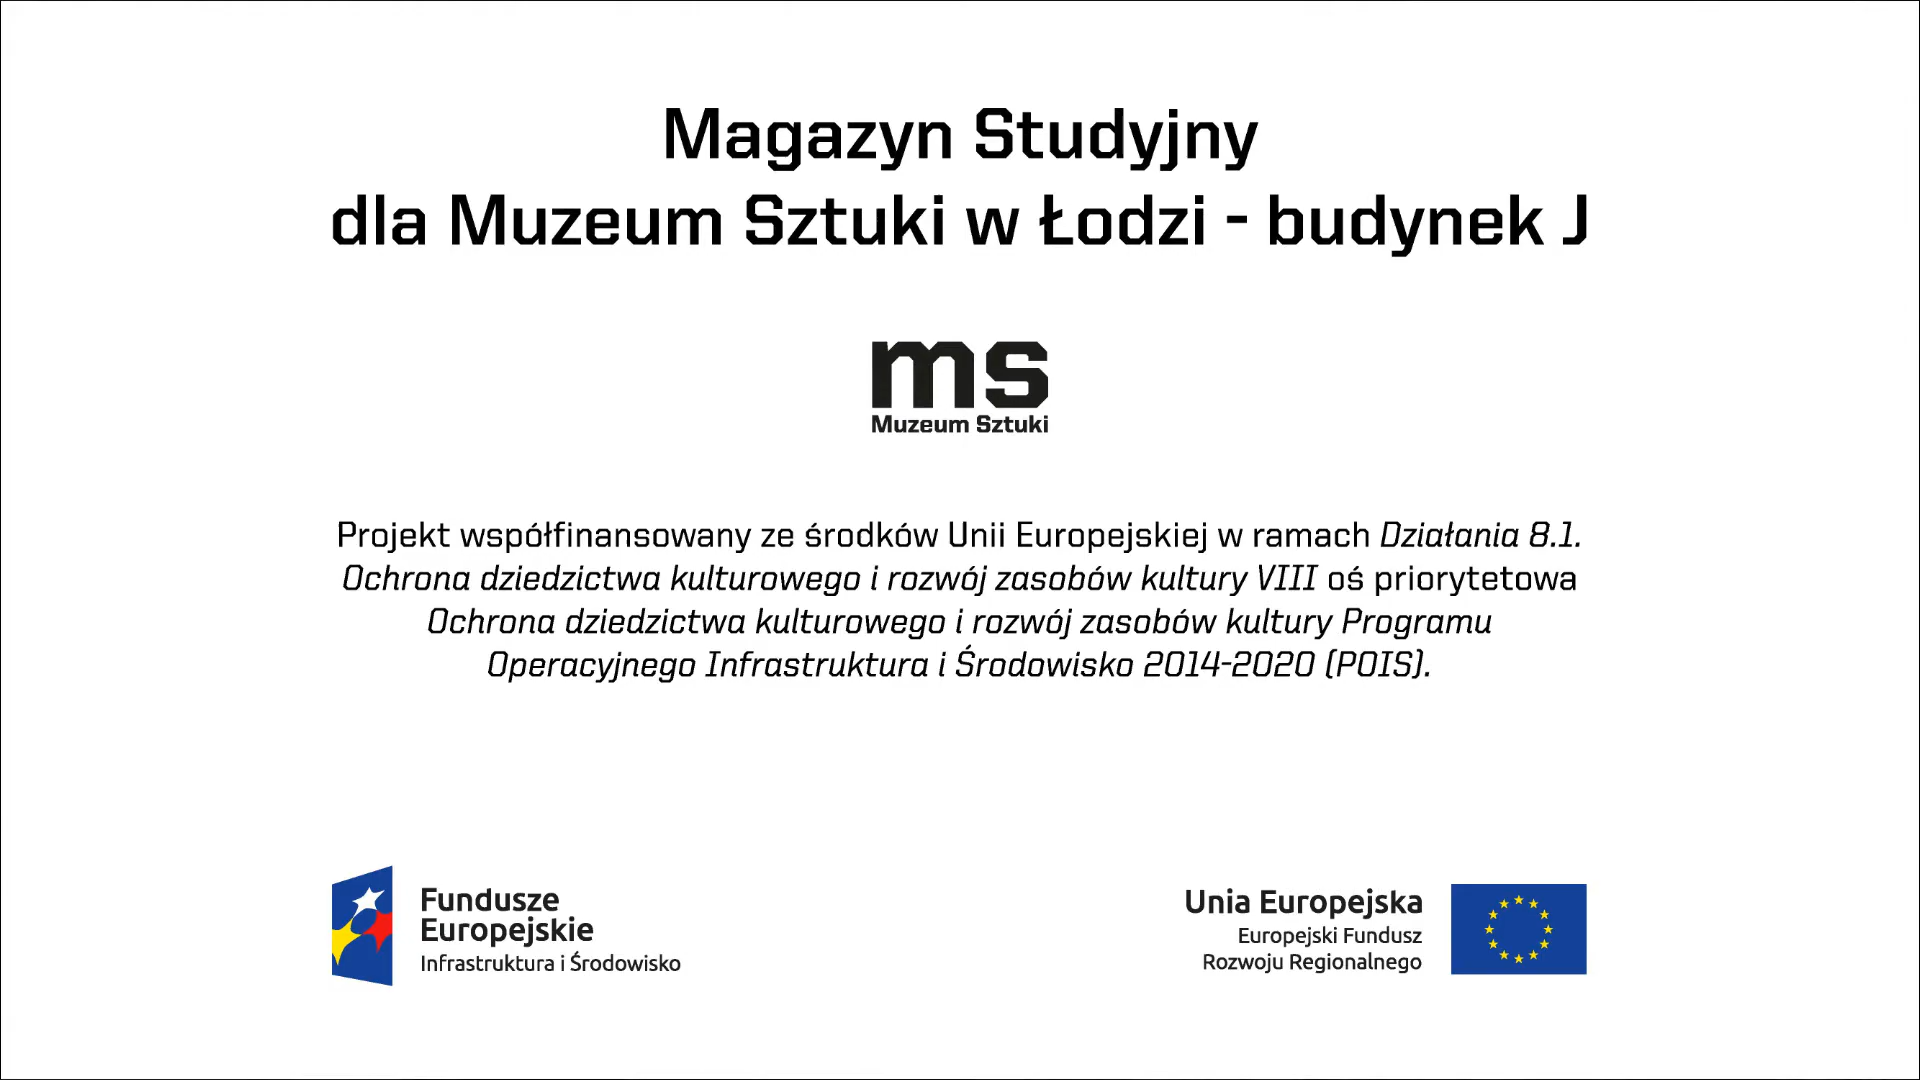 Magazyn Studyjny
dla Muzeum Sztuki w Łodzi - budynek J
ms
Muzeum Sztuki
Projekt współfinansowany ze środków Unii Europejskiej w ramach Działania 8.1.
Ochrona dziedzictwa kulturowego i rozwój zasobów kultury VIII oś priorytetowa
Ochrona dziedzictwa kulturowego i rozwój zasobów kultury Programu
Operacyjnego Infrastruktura i Środowisko 2014-2020 (POIS).
Fundusze
Europejskie
Infrastruktura i Środowisko
Unia Europejska
Europejski Fundusz
Rozwoju Regionalnego